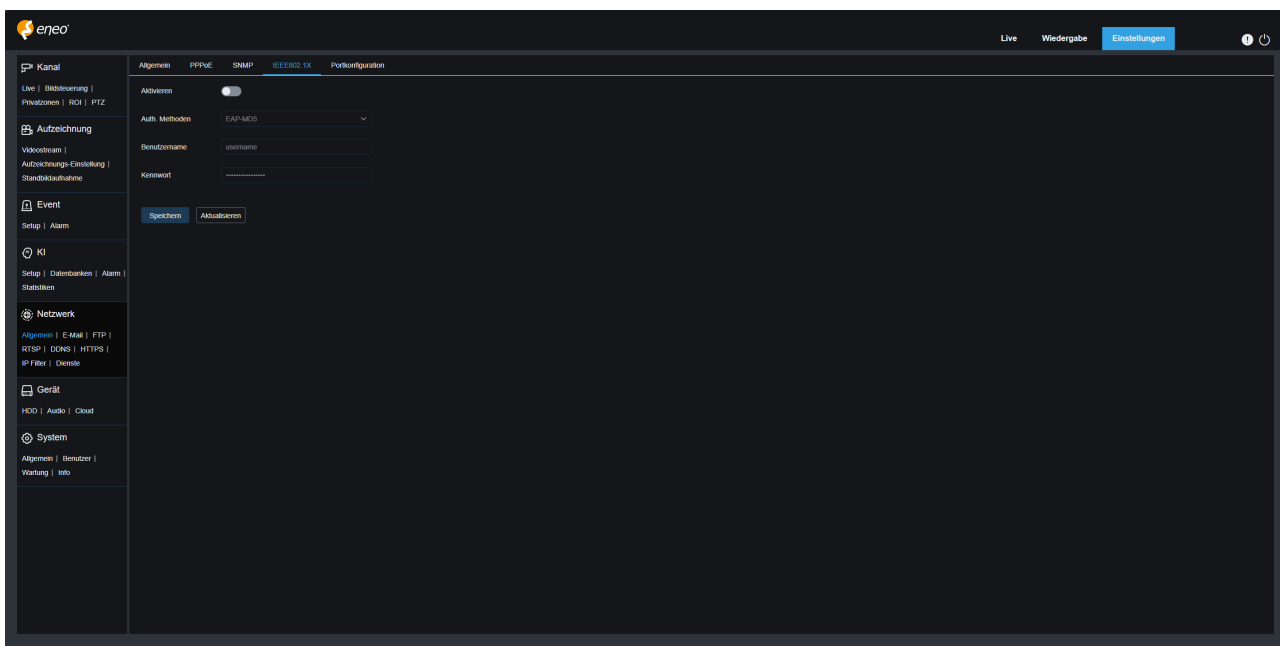 eneo
Live Wiedergabe Einstellungen
Kanal
Live | Bildsteuerung |
Privatzonen | ROI | PTZ
Aufzeichnung
Videostream |
Aufzeichnungs-Einstellung |
Standbildaufnahme
Event
Setup | Alarm
KI
Setup | Datenbanken | Alarm |
Statistiken
Netzwerk
Allgemein | E-Mail | FTP |
RTSP | DDNS | HTTPS |
IP Filter | Dienste
Gerät
HDD | Audio | Cloud
System
Allgemein | Benutzer |
Wartung | Info
Allgemein PPPoE SNMP IEEE802.1X Portkonfiguration
Aktivieren
Auth. Methoden EAP-MD5
Benutzername username
Kennwort ••••••••••••••••
Speichern Aktualisieren